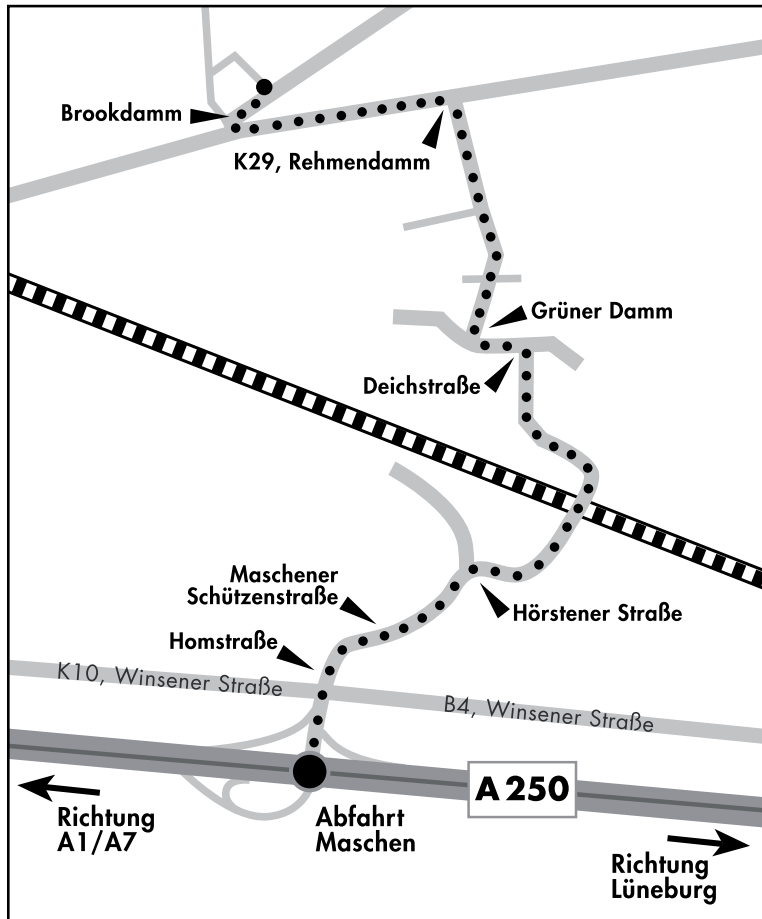 Brookdamm
K29, Rehmendamm
Grüner Damm
Deichstraße
Maschener
Schützenstraße
Hörstener Straße
Homstraße
K10, Winsener Straße
B4, Winsener Straße
A 250
Richtung
A1/A7
Abfahrt
Maschen
Richtung
Lüneburg